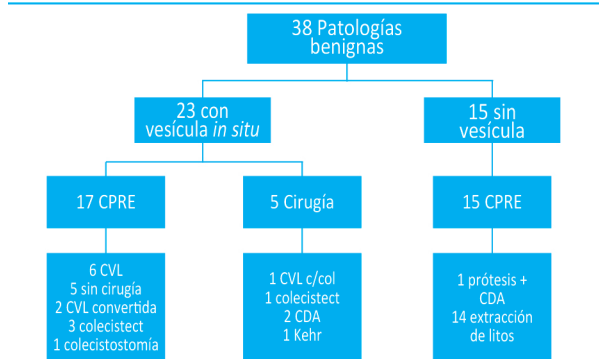 38 Patologías
benignas
23 con
vesícula in situ
15 sin
vesícula
17 CPRE
5 Cirugía
15 CPRE
6 CVL
5 sin cirugía
2 CVL convertida
3 colecistect
1 colecistostomía
1 CVL c/col
1 colecistect
2 CDA
1 Kehr
1 prótesis +
CDA
14 extracción
de litos